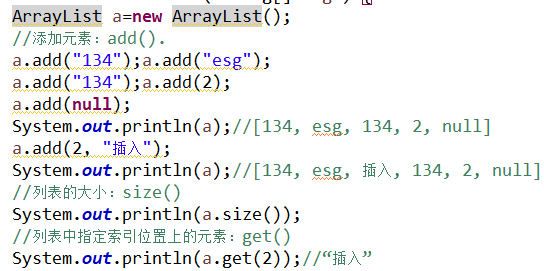 ArrayList a=new ArrayList();
//添加元素：add().
a.add("134");a.add("esg");
a.add("134");a.add(2);
a.add(null);
System.out.println(a);//[134, esg, 134, 2, null]
a.add(2, "插入");
System.out.println(a);//[134, esg, 插入, 134, 2, null]
//列表的大小：size()
System.out.println(a.size());
//列表中指定索引位置上的元素：get()
System.out.println(a.get(2));//“插入”